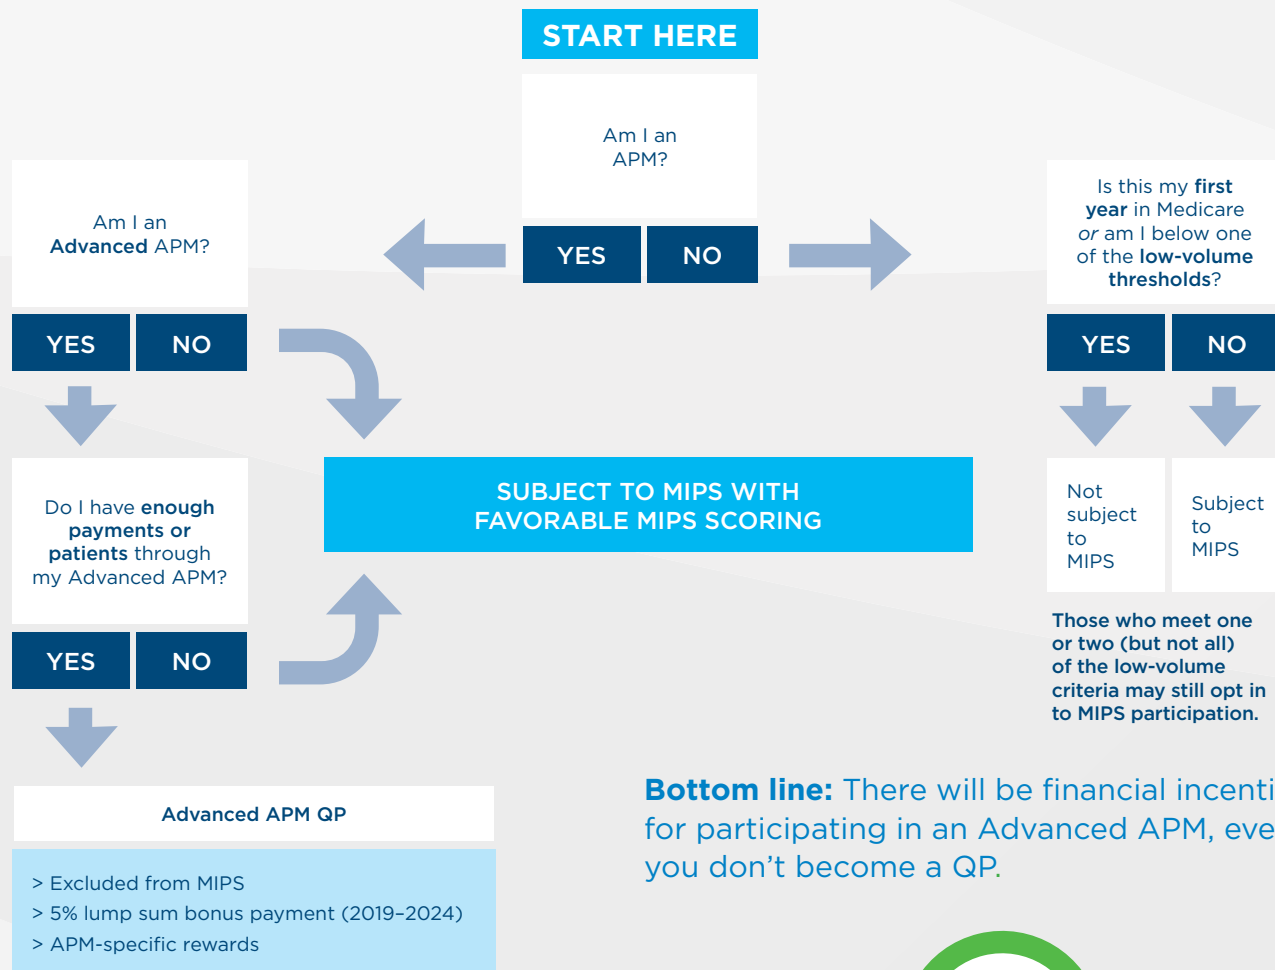 START HERE
Am I an
APM?
YES
NO
Am I an
Advanced APM?
YES
NO
Do I have enough
payments or
patients through
my Advanced APM?
YES
NO
SUBJECT TO MIPS WITH
FAVORABLE MIPS SCORING
Advanced APM QP
> Excluded from MIPS
> 5% lump sum bonus payment (2019–2024)
> APM-specific rewards
Is this my first
year in Medicare
or am I below one
of the low-volume
thresholds?
YES
NO
Not
subject
to
MIPS
Subject
to
MIPS
Those who meet one
or two (but not all)
of the low-volume
criteria may still opt in
to MIPS participation.
Bottom line: There will be financial
for participating in an Advanced APM,
you don’t become a QP.